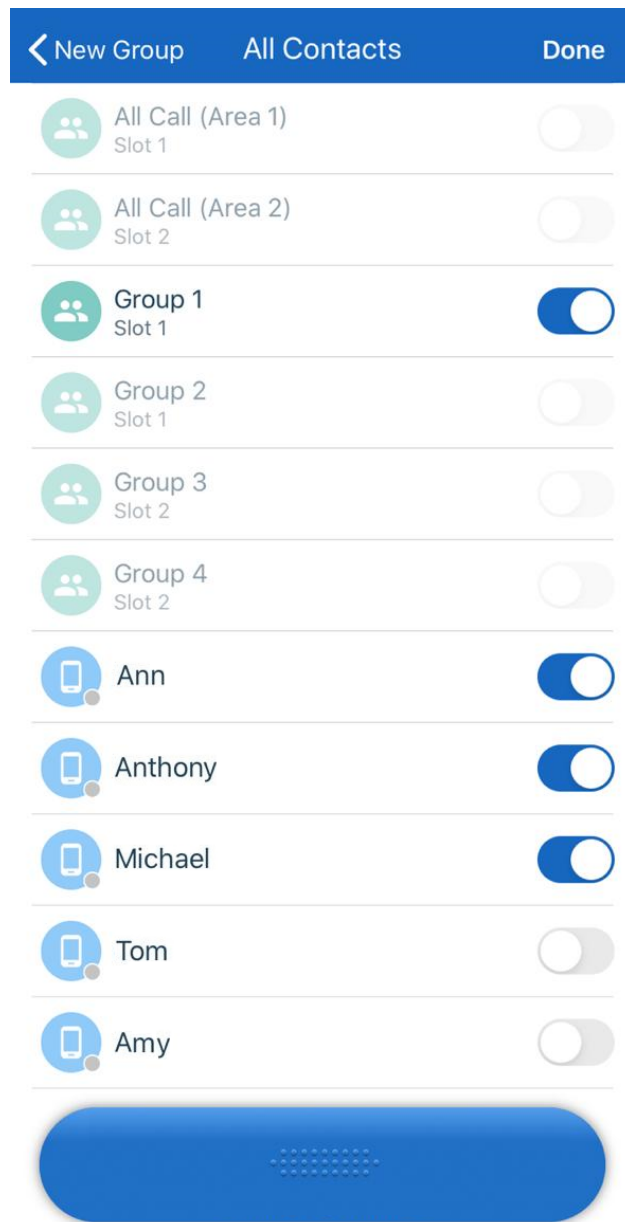 New Group All Contacts Done
All Call (Area 1)
Slot 1
All Call (Area 2)
Slot 2
Group 1
Slot 1
Group 2
Slot 1
Group 3
Slot 2
Group 4
Slot 2
Ann
Anthony
Michael
Tom
Amy